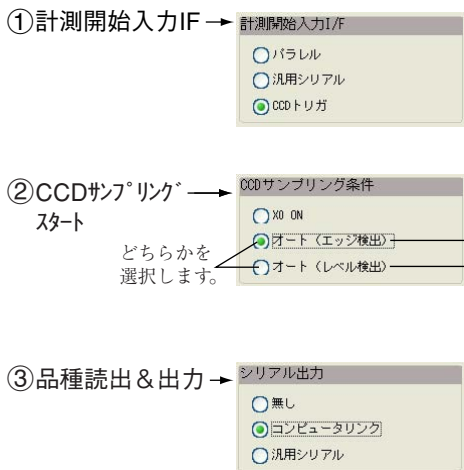 ①計測開始入力IF
計測開始入力I/F
パラレル
汎用シリアル
CCDトリガ
②CCDｻﾝﾌﾟﾘﾝｸﾞ
ｽﾀｰﾄ
CCDサンプリング条件
X0 ON
オート（エッジ検出）
オート（レベル検出）
どちらかを
選択します。
③品種読出＆出力
シリアル出力
無し
コンピュータリンク
汎用シリアル